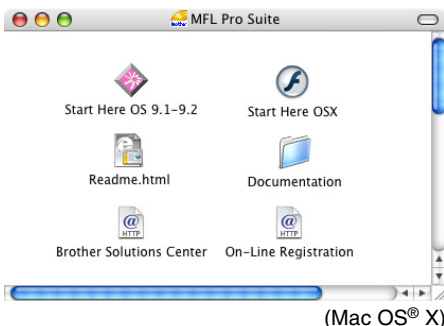 MFL Pro Suite
Start Here OS 9.1-9.2 Start Here OSX
Readme.html Documentation
@ HTTP @ HTTP
Brother Solutions Center On-Line Registration
(Mac OS® X)